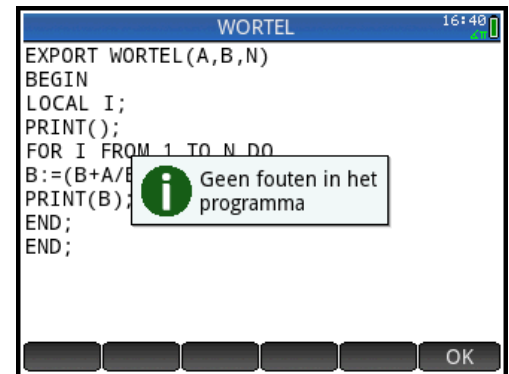 WORTEL
16:40
∠π
EXPORT WORTEL(A,B,N)
BEGIN
LOCAL I;
PRINT();
FOR I FROM 1 TO N DO
B:=(B+A/
PRINT(B);
END;
END;
Geen fouten in het
programma
OK